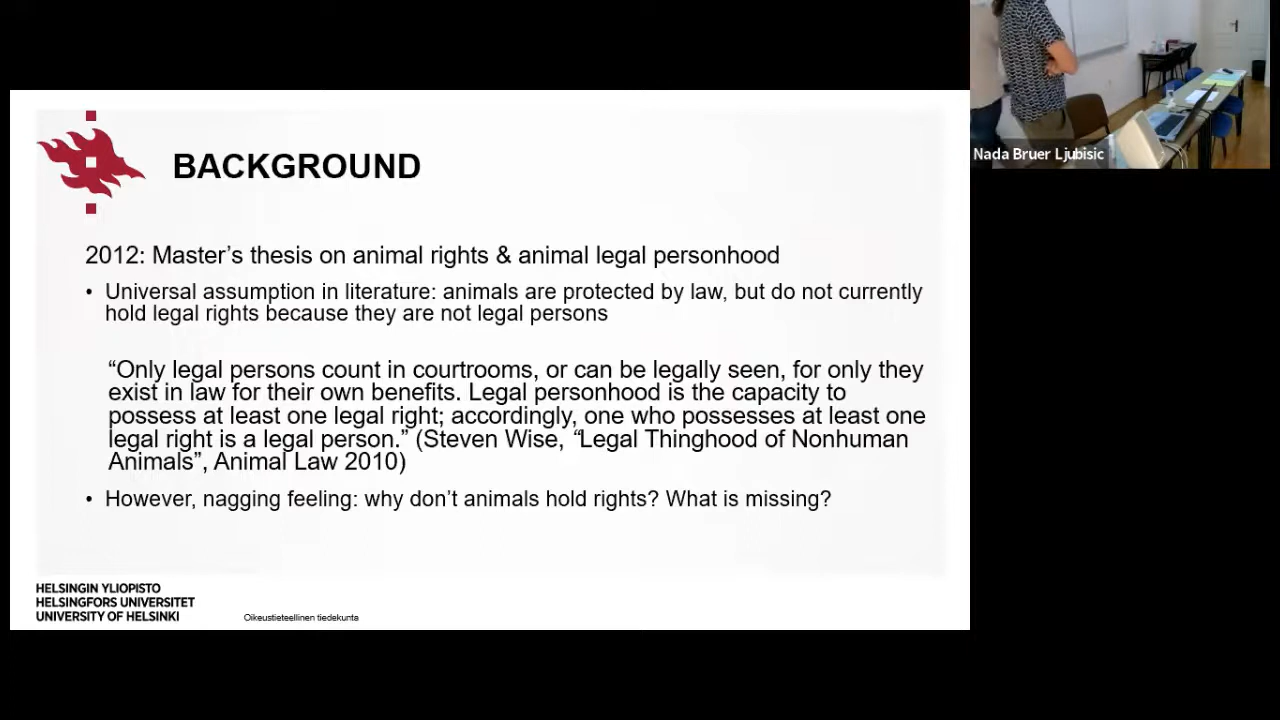 BACKGROUND
2012: Master’s thesis on animal rights & animal legal personhood
• Universal assumption in literature: animals are protected by law, but do not currently
hold legal rights because they are not legal persons
“Only legal persons count in courtrooms, or can be legally seen, for only they
exist in law for their own benefits. Legal personhood is the capacity to
possess at least one legal right; accordingly, one who possesses at least one
legal right is a legal person.” (Steven Wise, “Legal Thinghood of Nonhuman
Animals”, Animal Law 2010)
• However, nagging feeling: why don’t animals hold rights? What is missing?
HELSINGIN YLIOPISTO
HELSINGFORS UNIVERSITET
UNIVERSITY OF HELSINKI
Oikeustieteellinen tiedekunta
Nada Bruer Ljubisic